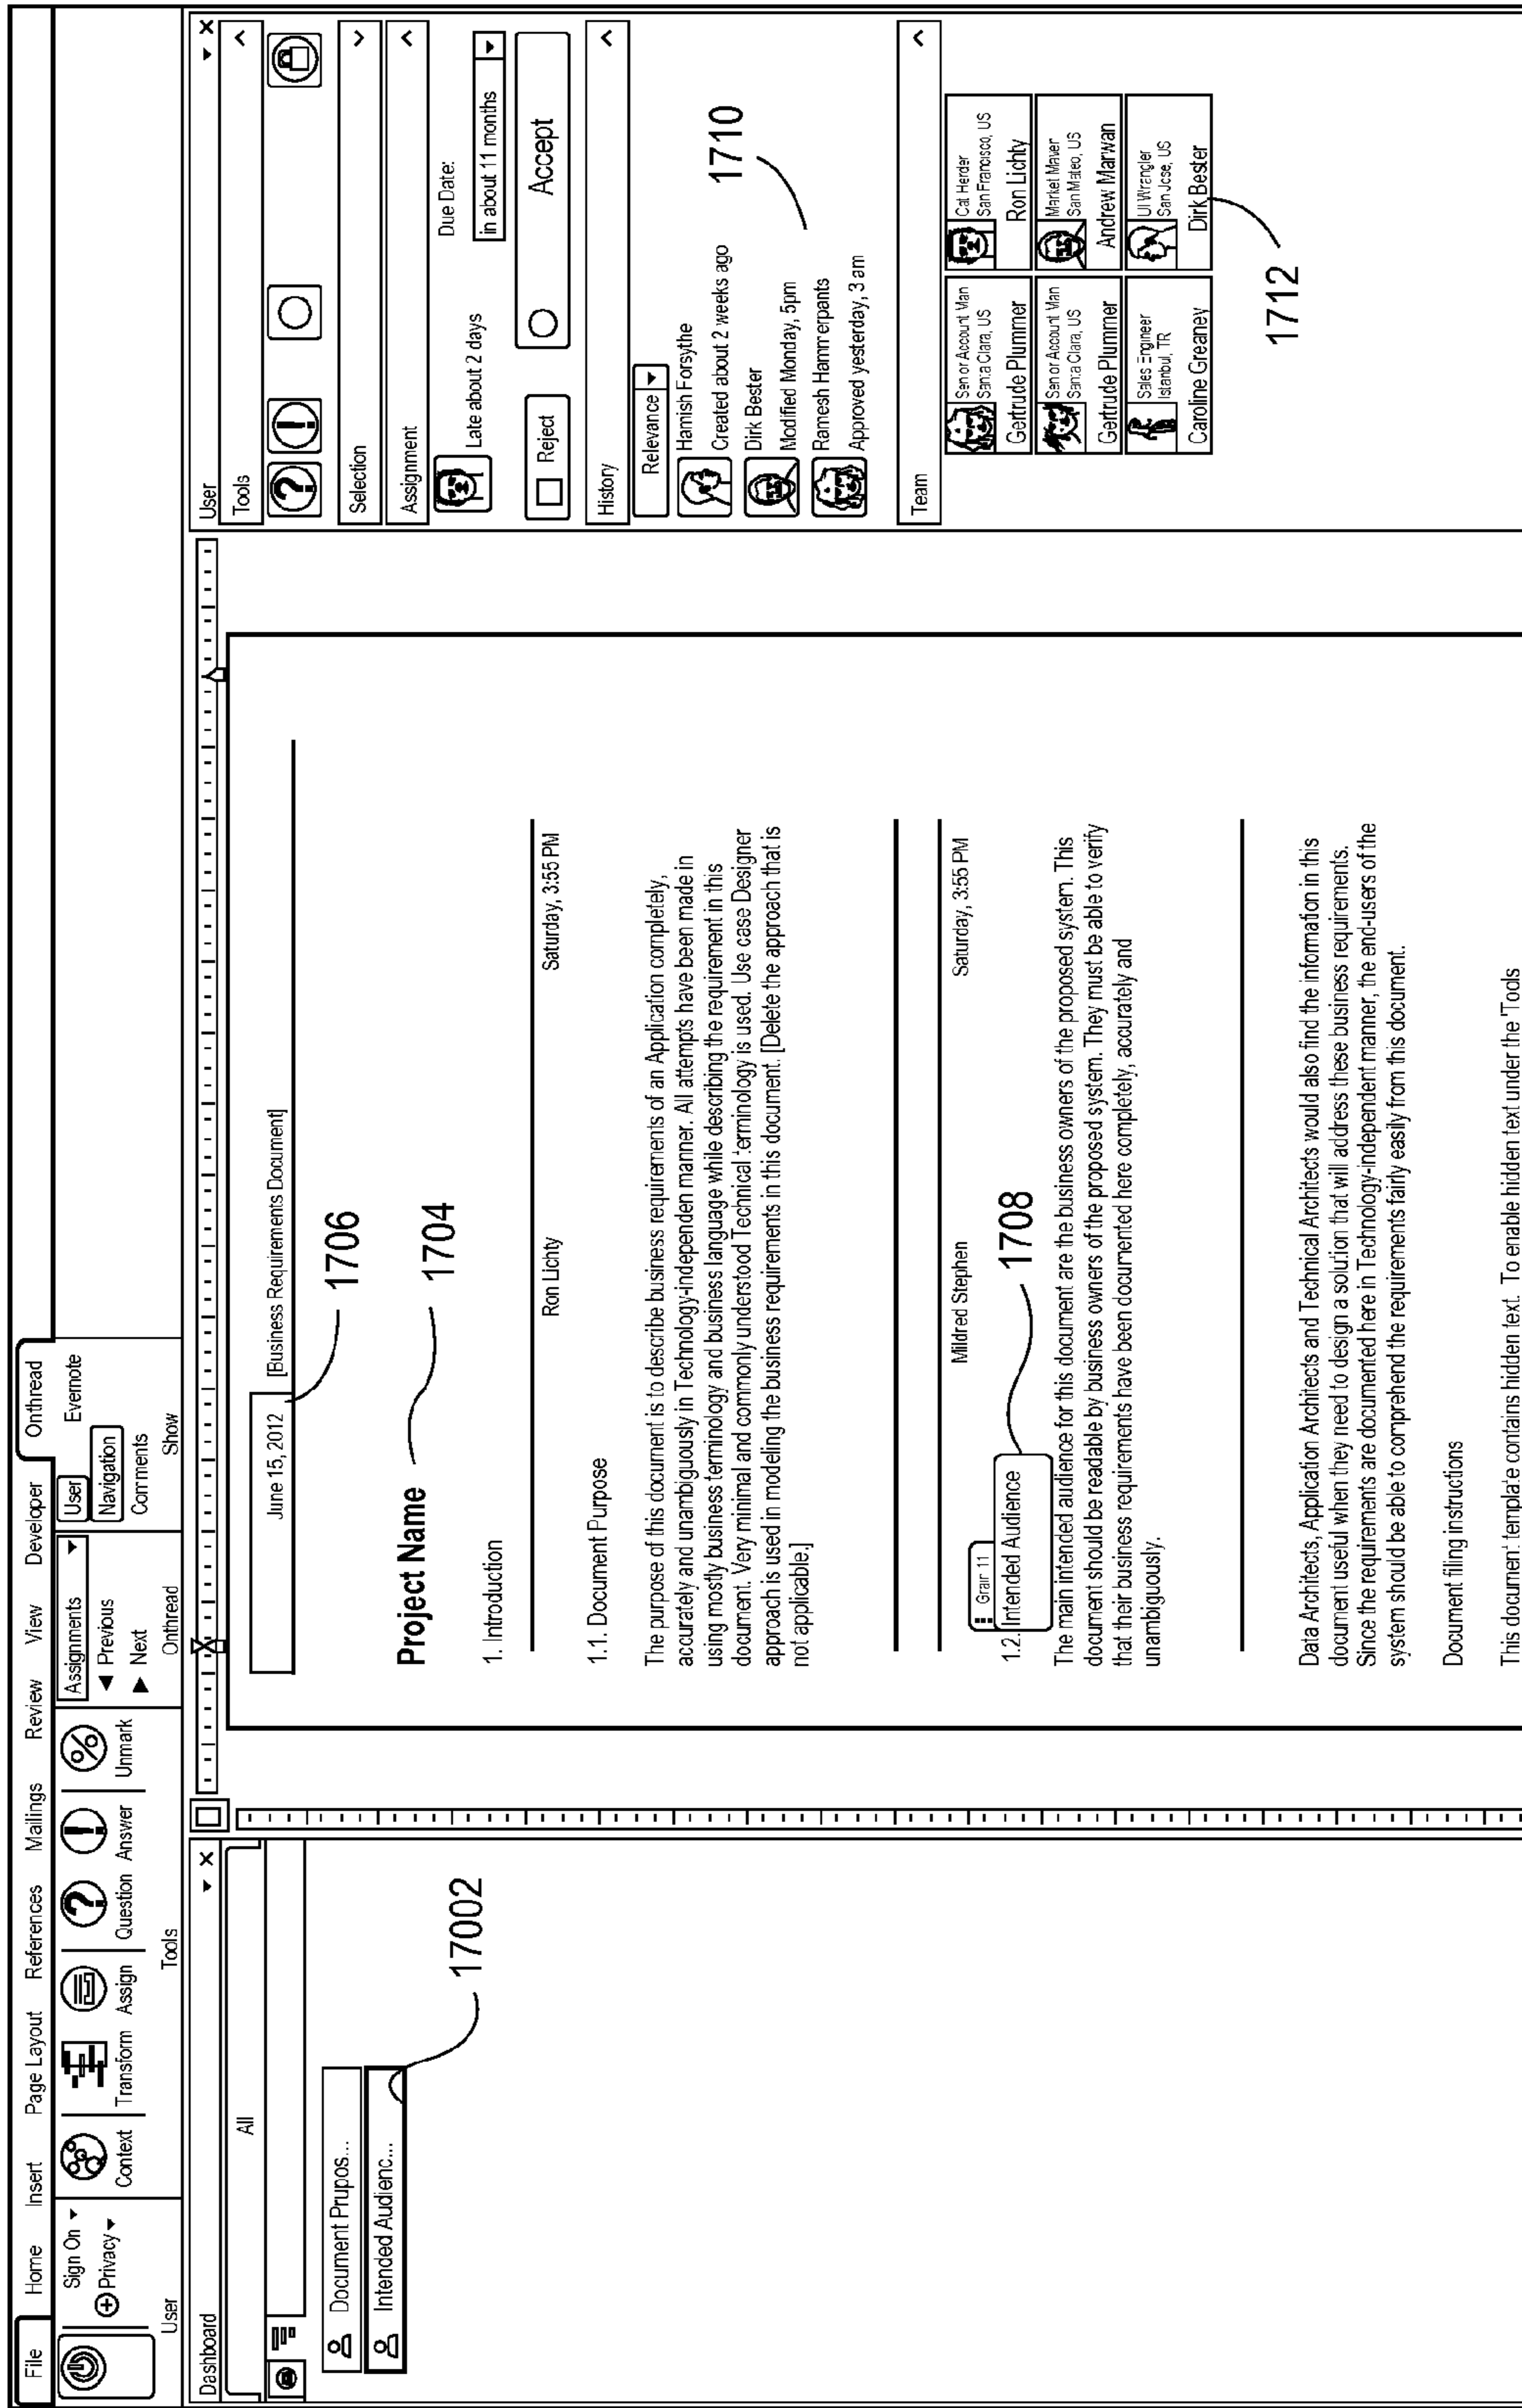 File Home Insert Page Layout References Mailings Review View Developer Onthread
Sign On
Privacy
User
Context
Transform
Assign
Question
Answer
Unmark
Tools
Assignments
Previous
Next
Onthread
User
Navigation
Comments
Evernote
Show
Dashboard
All
Document Prupos...
Intended Audienc...
17002
June 15, 2012 [Business Requirements Document]
1706
Project Name
1704
1. Introduction
Ron Lichty Saturday, 3:55 PM
1.1. Document Purpose
The purpose of this document is to describe business requirements of an Application completely,
accurately and unambiguously in Technology-independen manner. All attempts have been made in
using mostly business terminology and business language while describing the requirement in this
document. Very minimal and commonly understood Technical terminology is used. Use case Designer
approach is used in modeling the business requirements in this document. [Delete the approach that is
not applicable.]
Mildred Stephen Saturday, 3:55 PM
Grain 11
1.2. Intended Audience
1708
The main intended audience for this document are the business owners of the proposed system. This
document should be readable by business owners of the proposed system. They must be able to verify
that their business requirements have been documented here completely, accurately and
unambiguously.
Data Architects, Application Architects and Technical Architects would also find the information in this
document useful when they need to design a solution that will address these business requirements.
Since the requirements are documented here in Technology-independent manner, the end-users of the
system should be able to comprehend the requirements fairly easily from this document.
Document filling instructions
This document template contains hidden text. To enable hidden text under the 'Tools
User
Tools
Selection
Assignment
Late about 2 days
Due Date:
in about 11 months
Reject
Accept
History
Relevance
Hamish Forsythe
Created about 2 weeks ago
Dirk Bester
Modified Monday, 5pm
Ramesh Hammerpants
Approved yesterday, 3 am
1710
Team
Senior Account Man
Santa Clara, US
Gertrude Plummer
Cat Herder
San Francisco, US
Ron Lichty
Senior Account Man
Santa Clara, US
Gertrude Plummer
Market Maven
San Mateo, US
Andrew Marwan
Sales Engineer
Istanbul, TR
Caroline Greaney
UI Wrangler
San Jose, US
Dirk Bester
1712